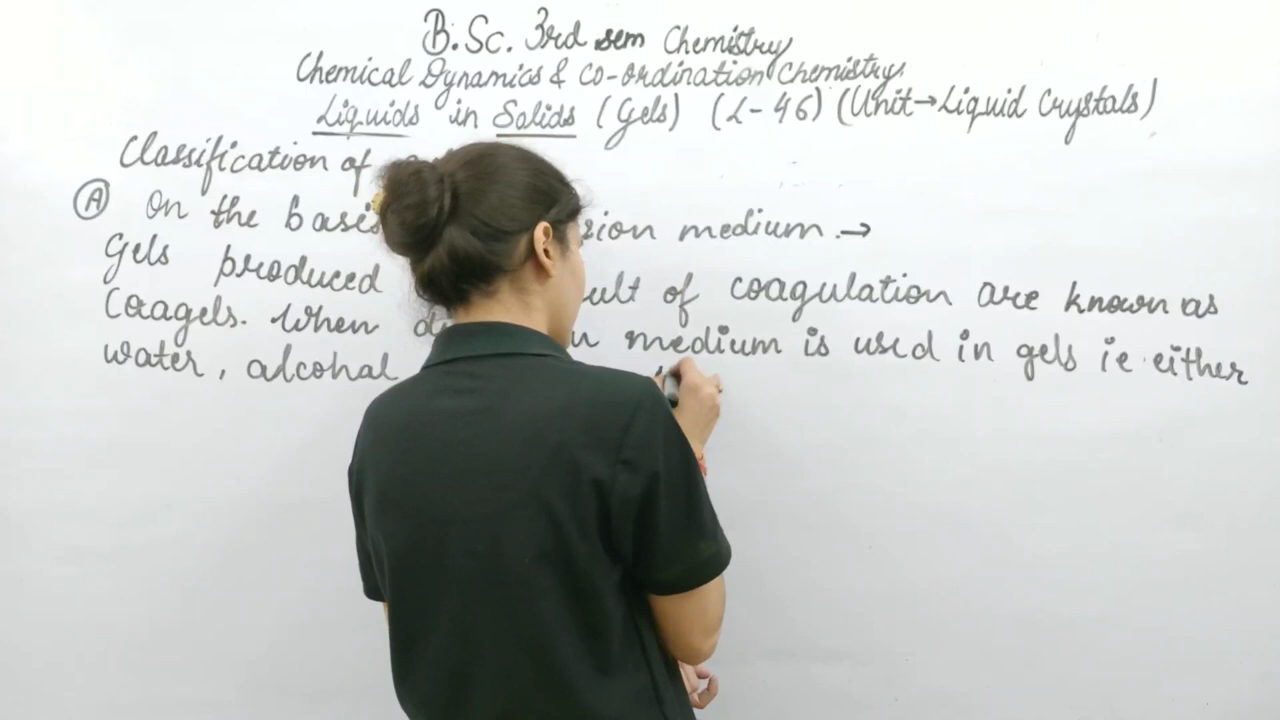 B.Sc. 3rd sem Chemistry
Chemical Dynamics & Co-ordination Chemistry
Liquids in Solids (Gels) (L-46) (Unit→Liquid Crystals)
Classification of
Ⓐ On the basis sion medium.→
Gels produced ult of coagulation are known as
Coagels. When medium is used in gels ie. either
water, alcohal